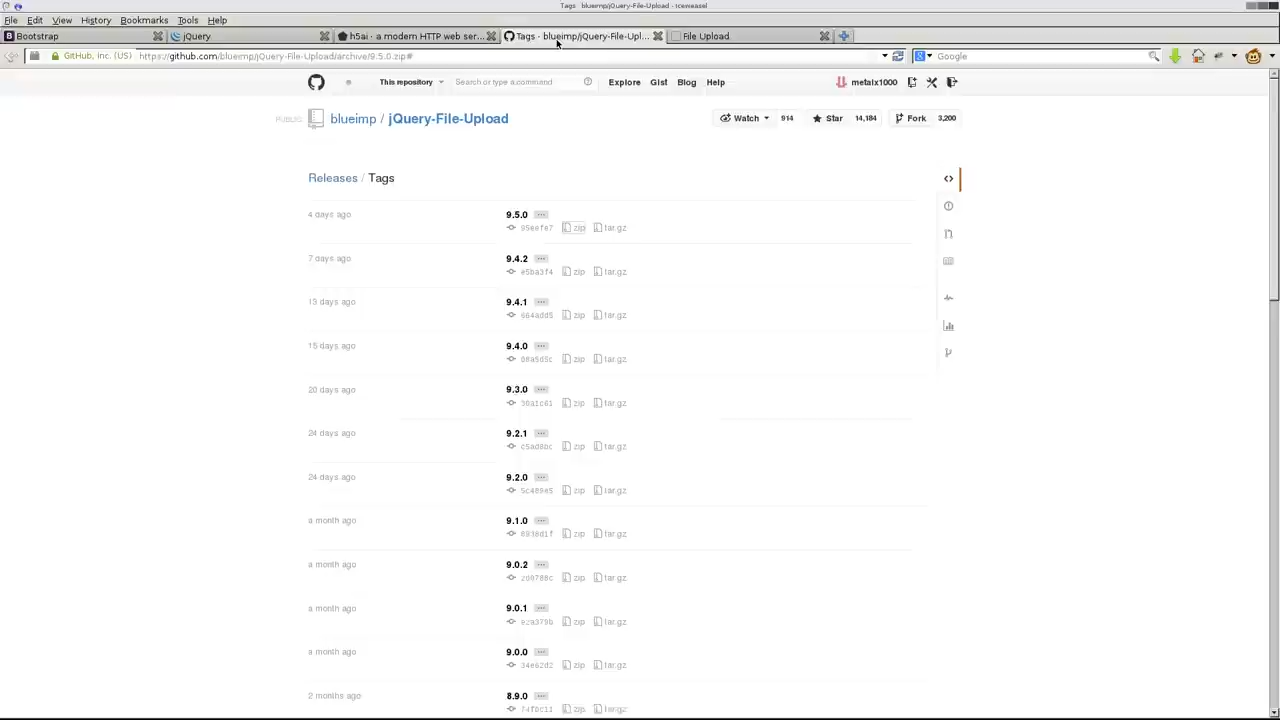 Tags · blueimp/jQuery-File-Upload - Iceweasel
File Edit View History Bookmarks Tools Help
Bootstrap jQuery h5ai · a modern HTTP web ser... Tags · blueimp/jQuery-File-Upl... File Upload
GitHub, Inc. (US) https://github.com/blueimp/jQuery-File-Upload/archive/9.5.0.zip# Google
This repository Search or type a command Explore Gist Blog Help metalx1000
PUBLIC blueimp / jQuery-File-Upload Watch 914 Star 14,184 Fork 3,200
Releases / Tags
4 days ago 9.5.0
95eefe7 zip tar.gz
7 days ago 9.4.2
e5ba3f4 zip tar.gz
13 days ago 9.4.1
664add5 zip tar.gz
15 days ago 9.4.0
zip tar.gz
20 days ago 9.3.0
zip tar.gz
24 days ago 9.2.1
zip tar.gz
24 days ago 9.2.0
5c489e5 zip tar.gz
a month ago 9.1.0
zip tar.gz
a month ago 9.0.2
2d0788c zip tar.gz
a month ago 9.0.1
e2a379b zip tar.gz
a month ago 9.0.0
34e62d2 zip tar.gz
2 months ago 8.9.0
zip tar.gz